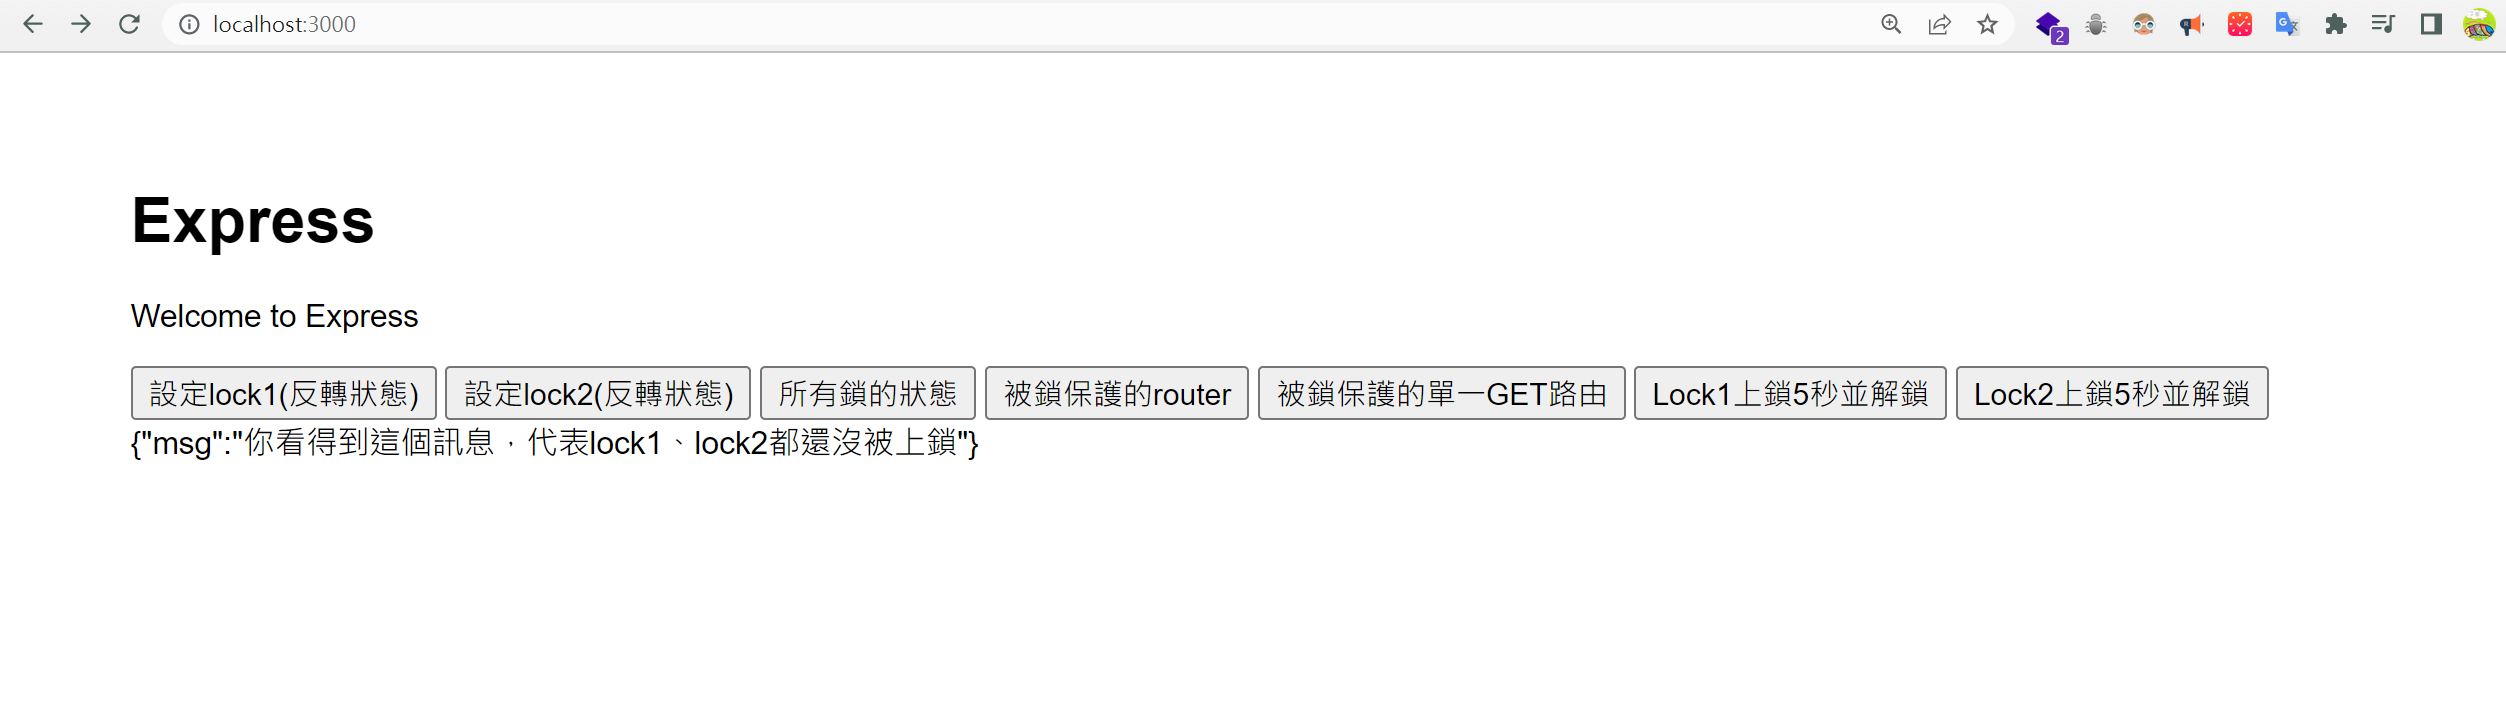 localhost:3000
2
Express
Welcome to Express
設定lock1(反轉狀態) 設定lock2(反轉狀態) 所有鎖的狀態 被鎖保護的router 被鎖保護的單一GET路由 Lock1上鎖5秒並解鎖 Lock2上鎖5秒並解鎖
{"msg":"你看得到這個訊息，代表lock1、lock2都還沒被上鎖"}